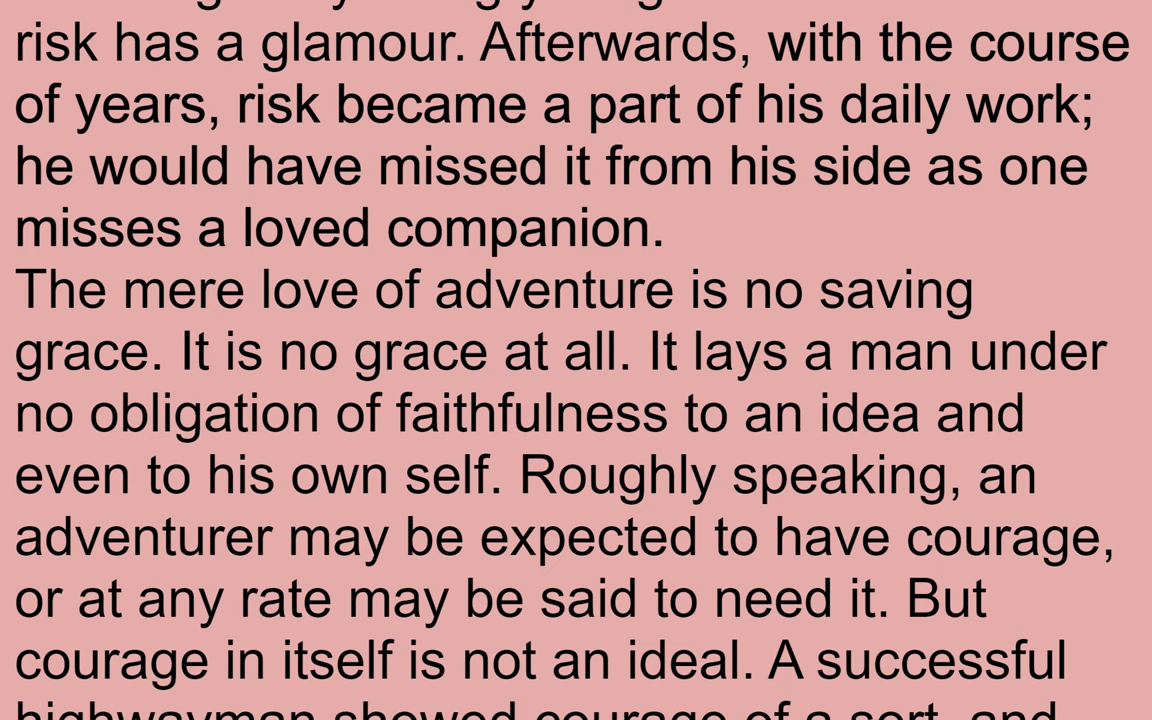 risk has a glamour. Afterwards, with the course
of years, risk became a part of his daily work;
he would have missed it from his side as one
misses a loved companion.
The mere love of adventure is no saving
grace. It is no grace at all. It lays a man under
no obligation of faithfulness to an idea and
even to his own self. Roughly speaking, an
adventurer may be expected to have courage,
or at any rate may be said to need it. But
courage in itself is not an ideal. A successful
highwayman showed courage of a sort, and